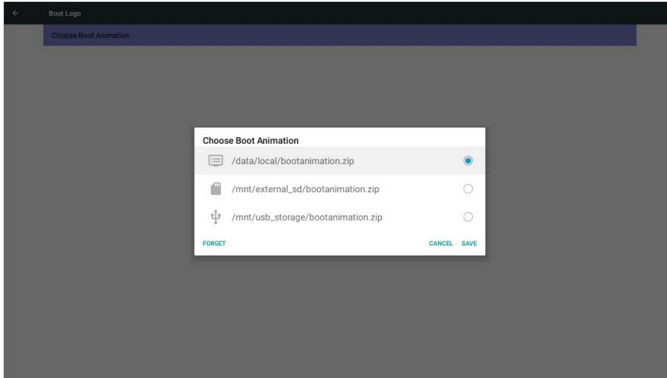 Boot Logo
Choose Boot Animation
Choose Boot Animation
/data/local/bootanimation.zip
/mnt/external_sd/bootanimation.zip
/mnt/usb_storage/bootanimation.zip
FORGET CANCEL SAVE